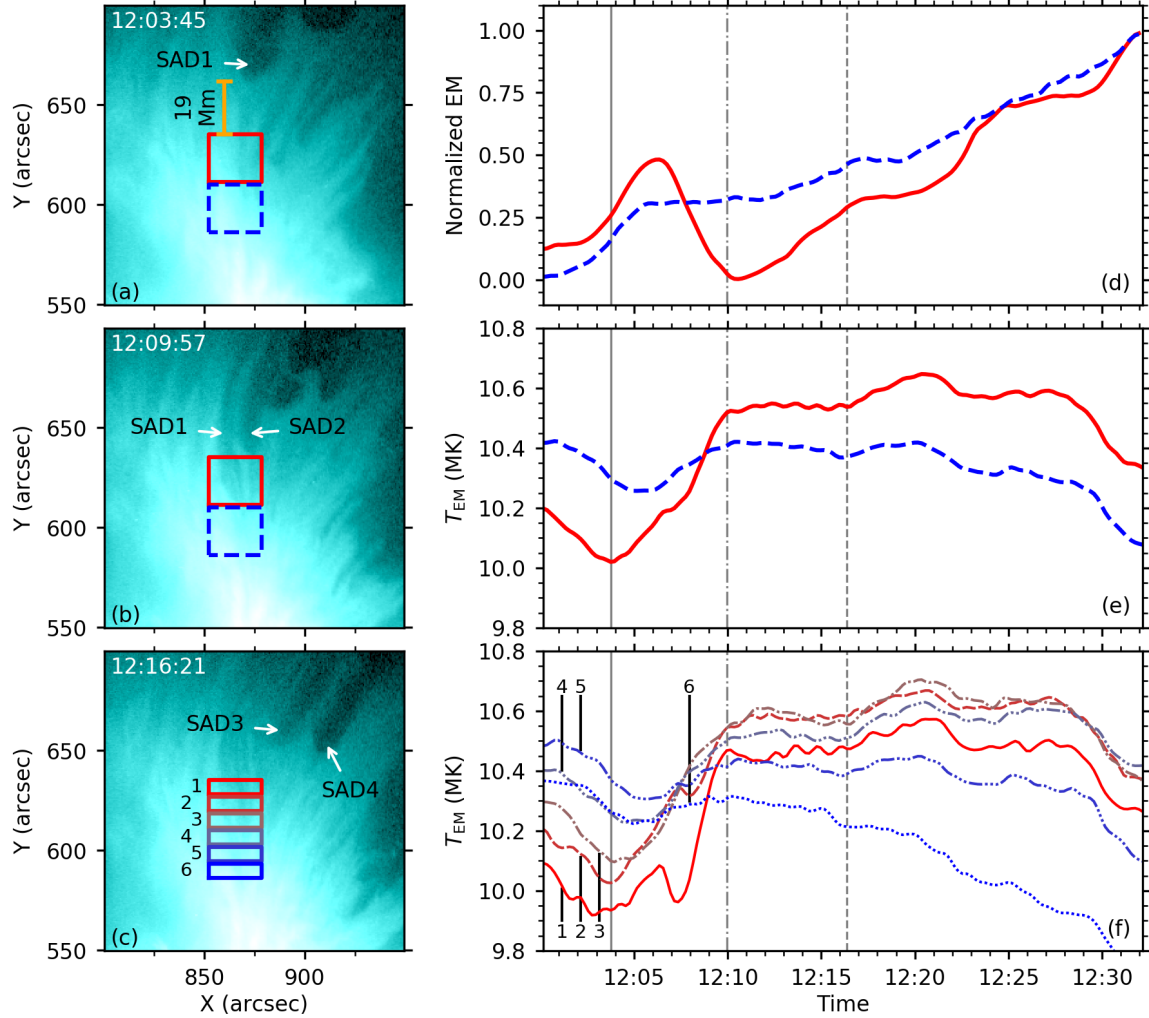 12:03:45
SAD1
19
Mm
(a)
Y (arcsec)
650
600
550
12:09:57
SAD1
SAD2
(b)
Y (arcsec)
650
600
550
12:16:21
SAD3
SAD4
1
2
3
4
5
6
(c)
Y (arcsec)
650
600
550
850
900
X (arcsec)
Normalized EM
1.00
0.75
0.50
0.25
0.00
(d)
T_EM (MK)
10.8
10.6
10.4
10.2
10.0
9.8
(e)
T_EM (MK)
10.8
10.6
10.4
10.2
10.0
9.8
4
5
6
1
2
3
(f)
12:05
12:10
12:15
12:20
12:25
12:30
Time